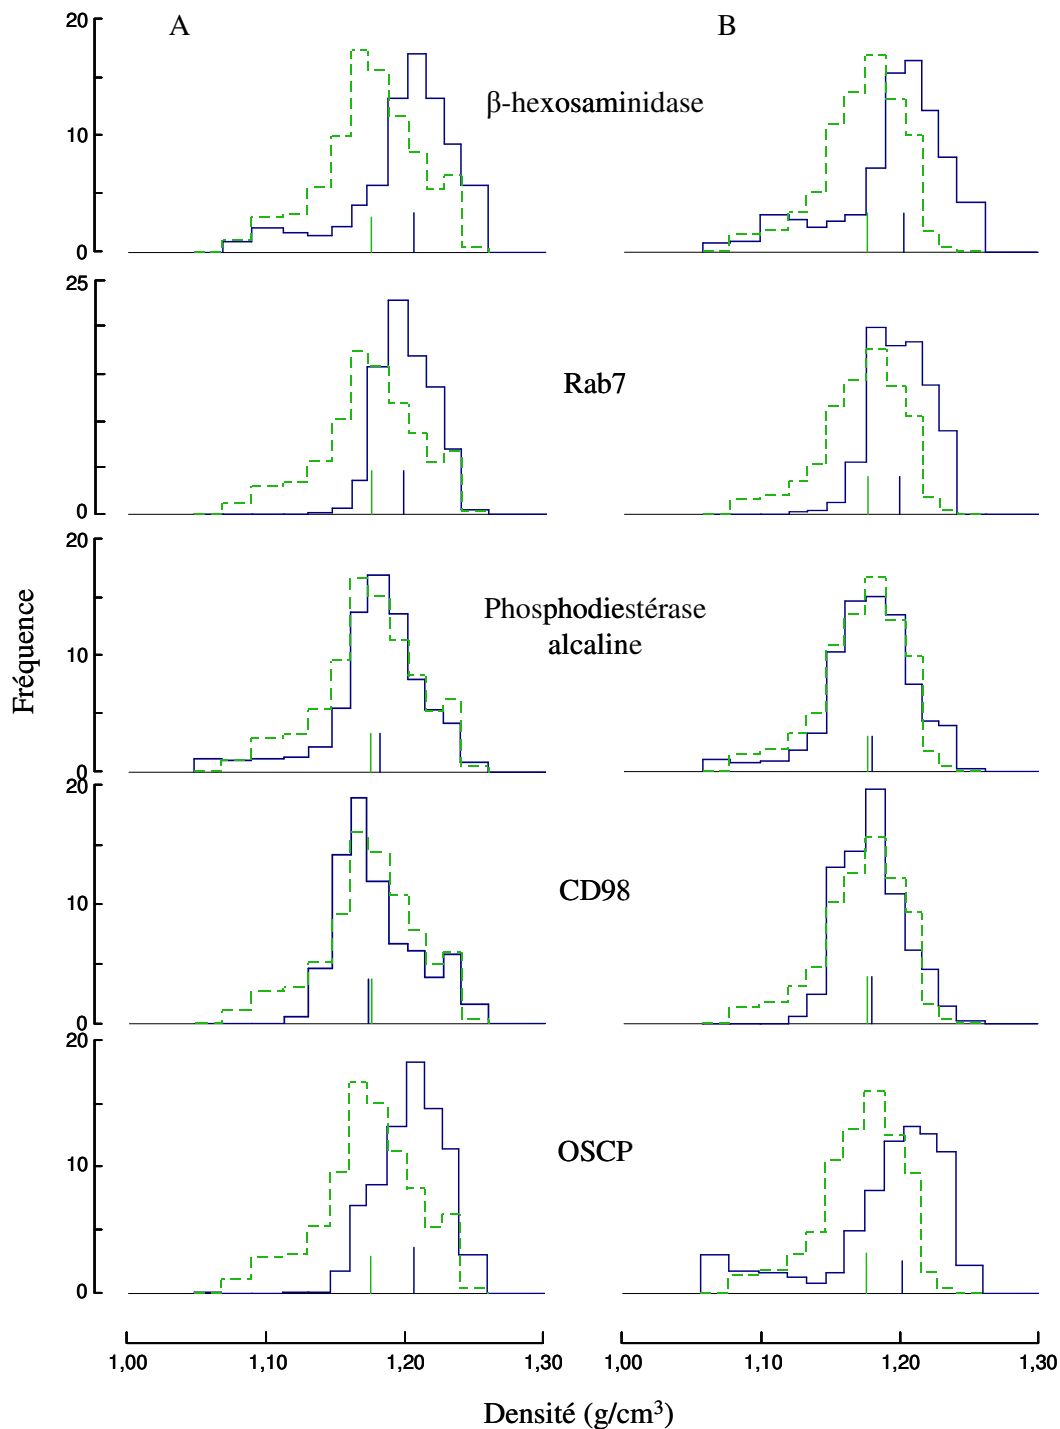 A
B
20
10
0
β-hexosaminidase
25
0
Rab7
20
10
0
Phosphodiestérase
alcaline
Fréquence
20
10
0
CD98
20
10
0
OSCP
1,00 1,10 1,20 1,30
1,00 1,10 1,20 1,30
Densité (g/cm³)